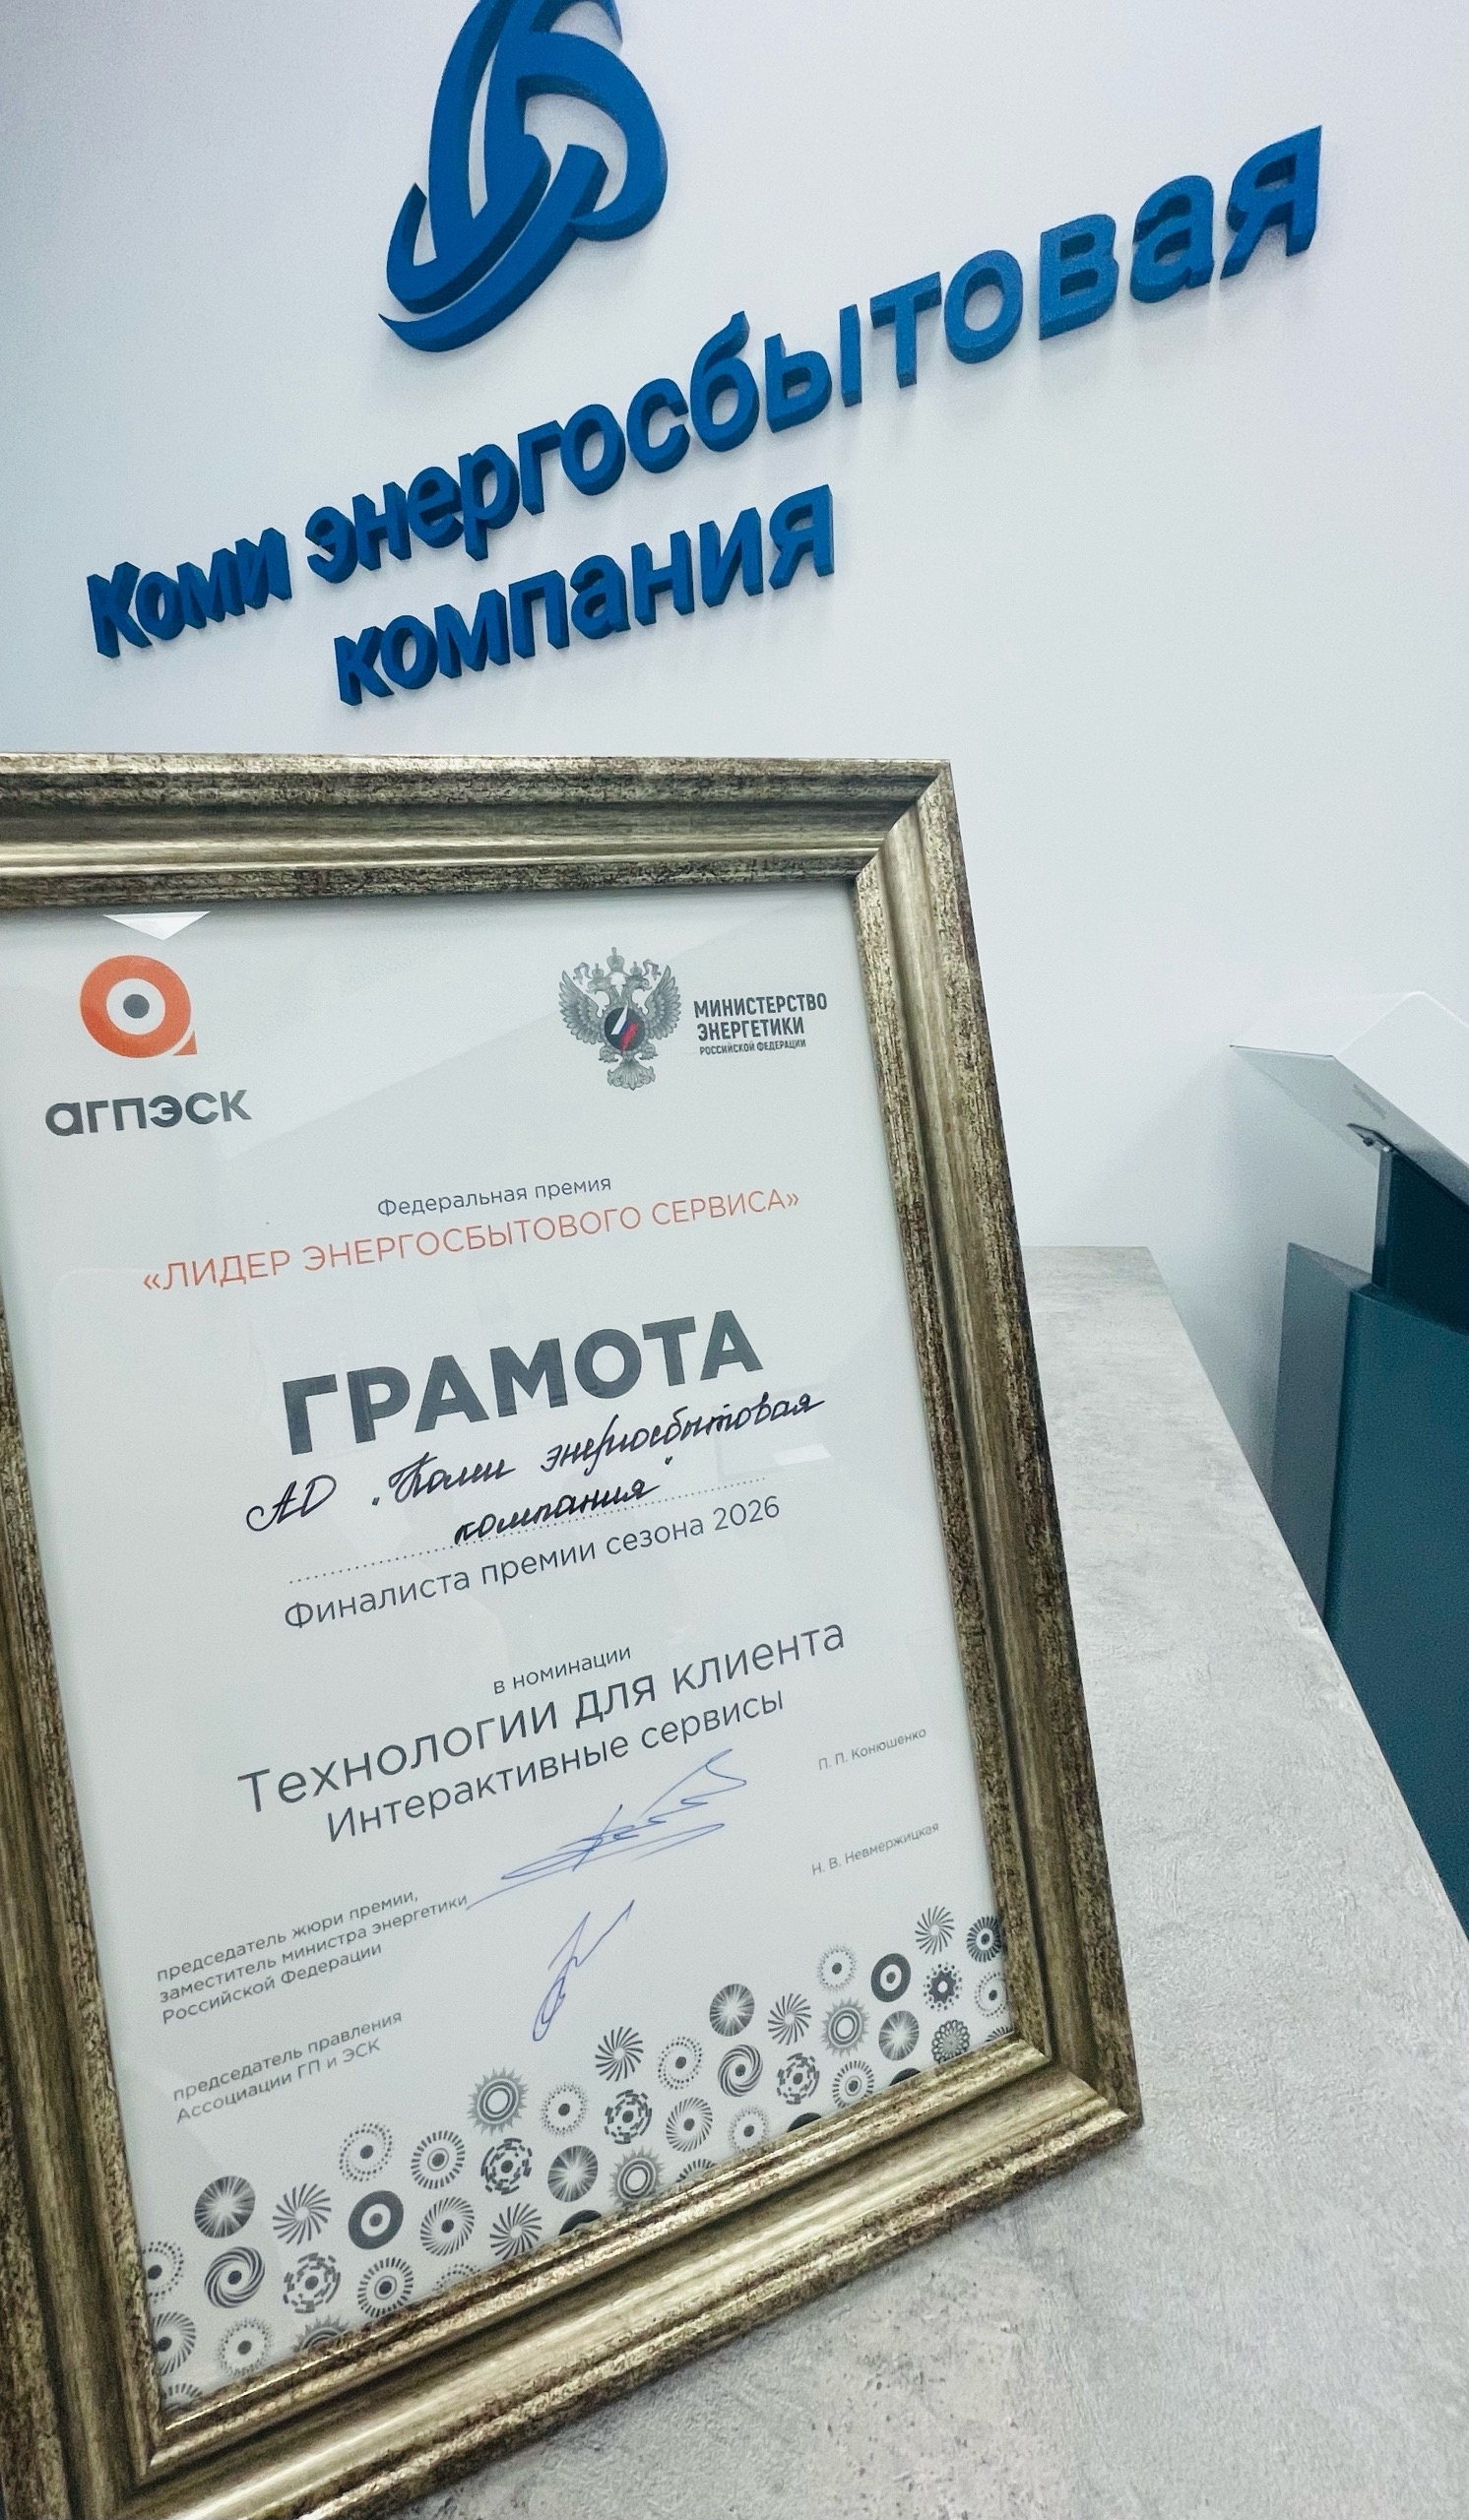 Коми энергосбытовая
компания
агпэск
МИНИСТЕРСТВО
ЭНЕРГЕТИКИ
РОССИЙСКОЙ ФЕДЕРАЦИИ
Федеральная премия
«ЛИДЕР ЭНЕРГОСБЫТОВОГО СЕРВИСА»
ГРАМОТА
АО "Коми энергосбытовая
компания"
Финалиста премии сезона 2026
в номинации
Технологии для клиента
Интерактивные сервисы
П. П. Конюшенко
председатель жюри премии,
заместитель министра энергетики
Российской Федерации
Н. В. Невмержицкая
председатель правления
Ассоциации ГП и ЭСК